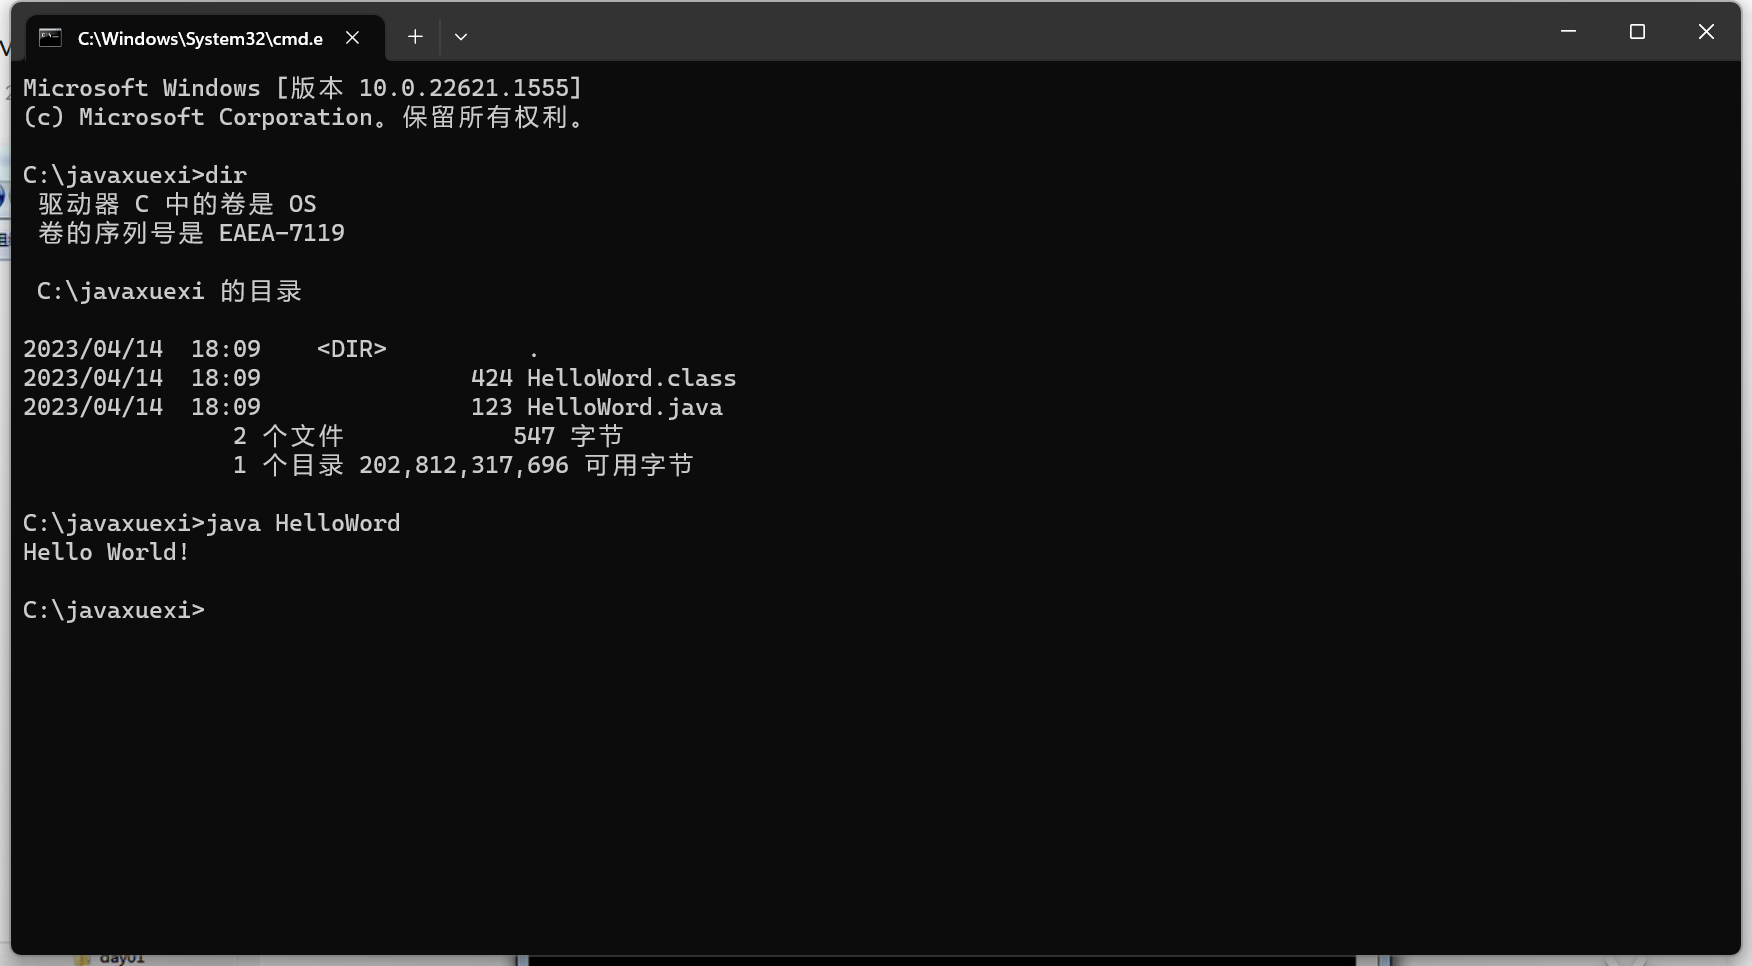 C:\Windows\System32\cmd.e
Microsoft Windows [版本 10.0.22621.1555]
(c) Microsoft Corporation。保留所有权利。
C:\javaxuexi>dir
驱动器 C 中的卷是 OS
卷的序列号是 EAEA-7119
C:\javaxuexi 的目录
2023/04/14  18:09    <DIR>          .
2023/04/14  18:09               424 HelloWord.class
2023/04/14  18:09               123 HelloWord.java
2 个文件            547 字节
1 个目录 202,812,317,696 可用字节
C:\javaxuexi>java HelloWord
Hello World!
C:\javaxuexi>
day01